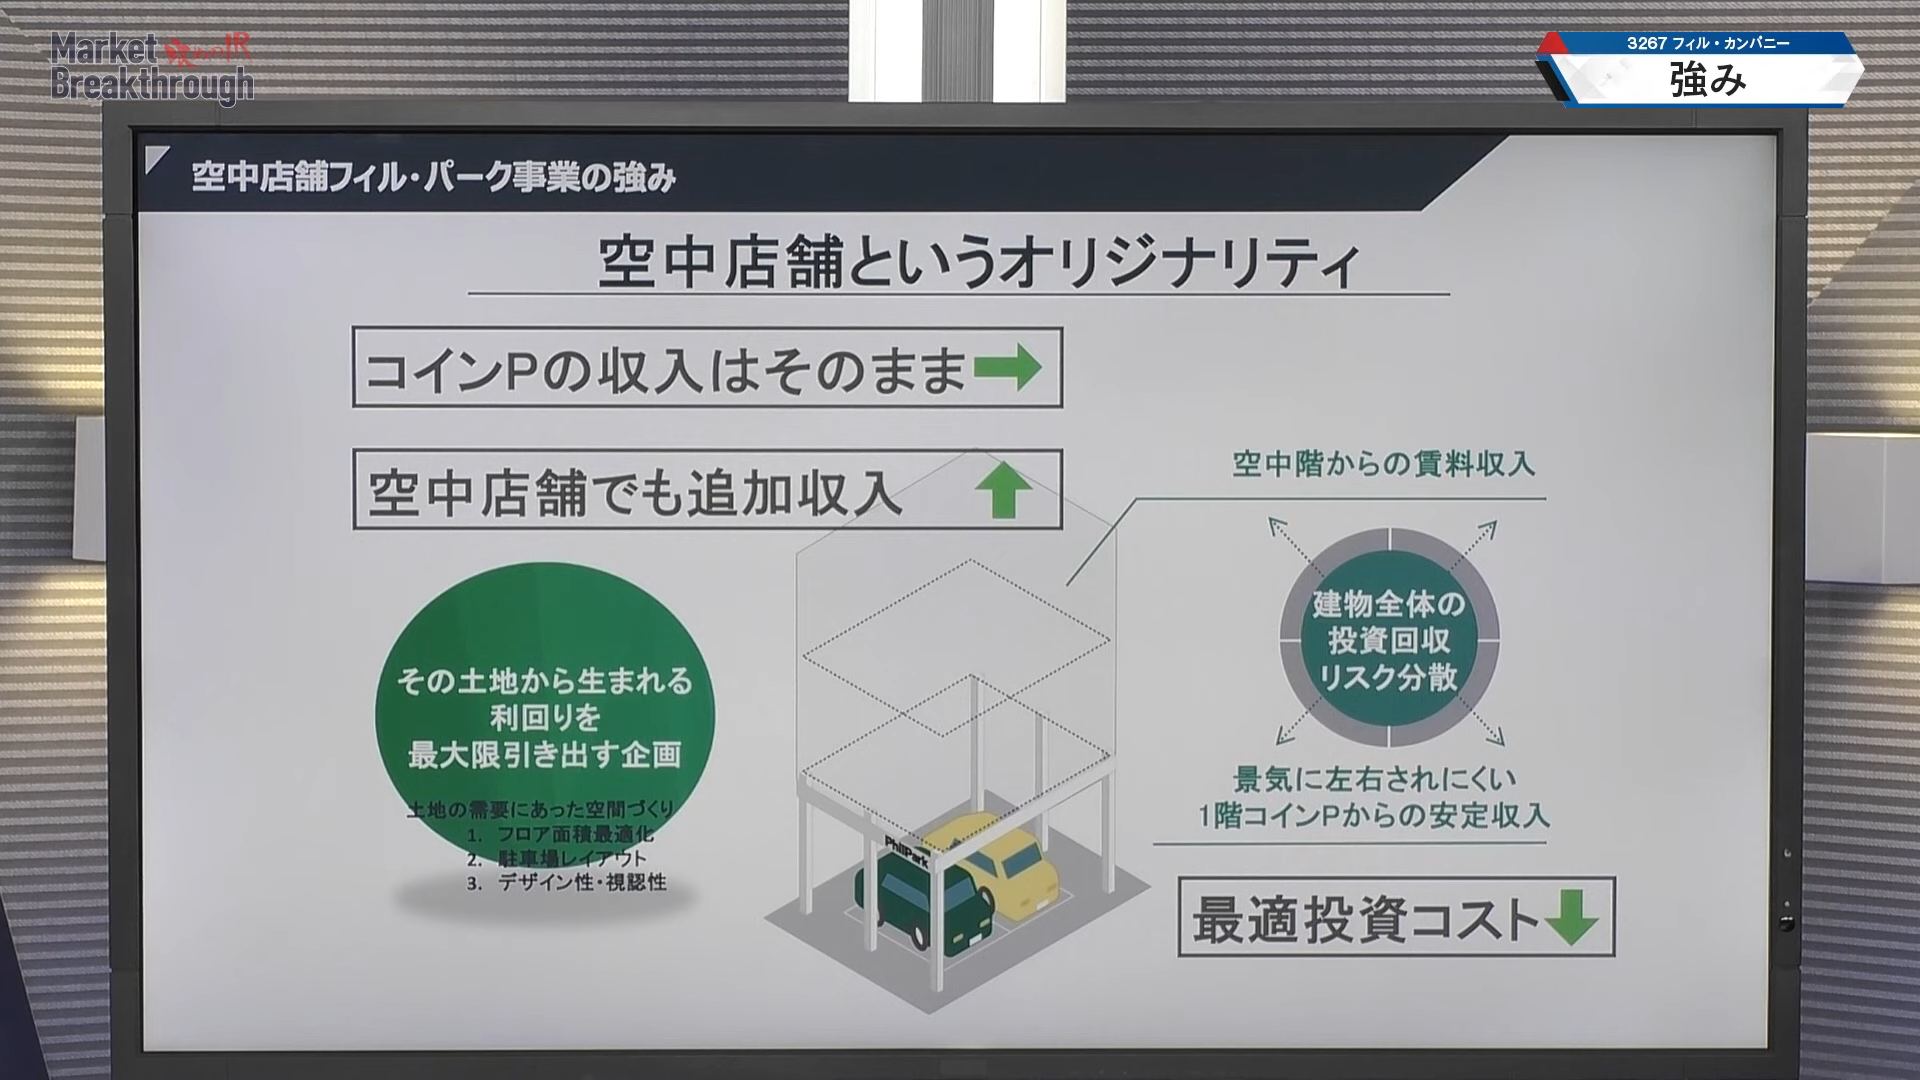 Market 攻めのIR
Breakthrough
3267 フィル・カンパニー
強み
空中店舗フィル・パーク事業の強み
空中店舗というオリジナリティ
コインPの収入はそのまま
空中店舗でも追加収入
空中階からの賃料収入
建物全体の
投資回収
リスク分散
その土地から生まれる
利回りを
最大限引き出す企画
土地の需要にあった空間づくり
1. フロア面積最適化
2. 駐車場レイアウト
3. デザイン性・視認性
PhilPark
景気に左右されにくい
1階コインPからの安定収入
最適投資コスト